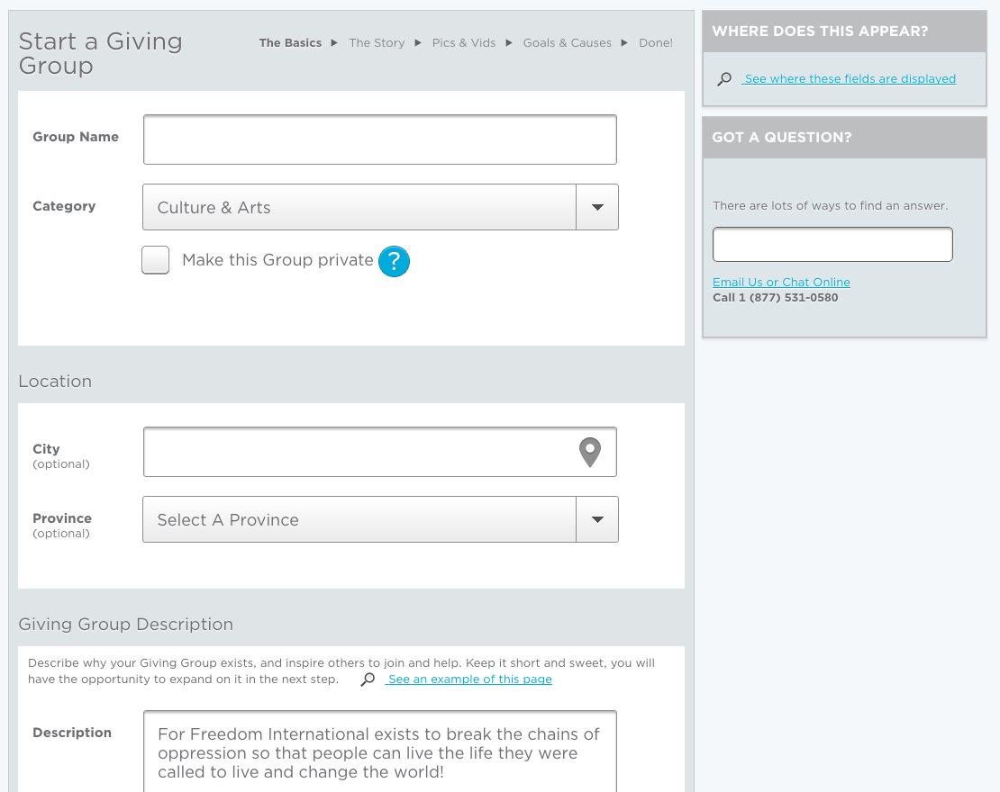 Start a Giving
Group
The Basics ▶ The Story ▶ Pics & Vids ▶ Goals & Causes ▶ Done!
Group Name
Category
Culture & Arts
Make this Group private ?
Location
City
(optional)
Province
(optional)
Select A Province
Giving Group Description
Describe why your Giving Group exists, and inspire others to join and help. Keep it short and sweet, you will
have the opportunity to expand on it in the next step. See an example of this page
Description
For Freedom International exists to break the chains of
oppression so that people can live the life they were
called to live and change the world!
WHERE DOES THIS APPEAR?
See where these fields are displayed
GOT A QUESTION?
There are lots of ways to find an answer.
Email Us or Chat Online
Call 1 (877) 531-0580